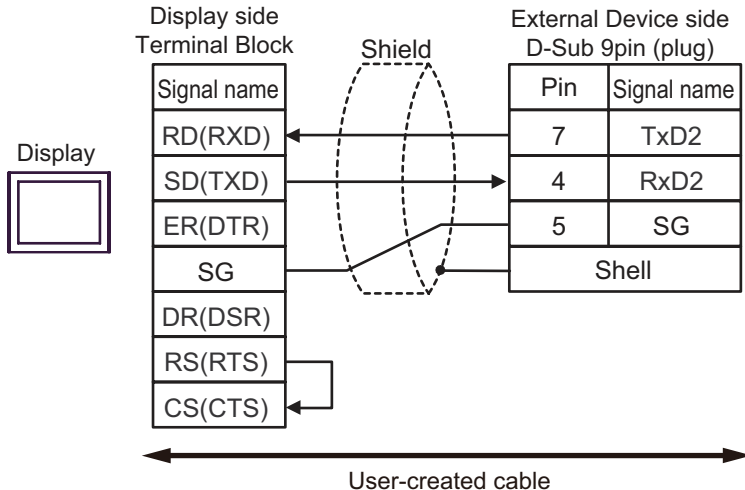 Display side
Terminal Block
Shield
External Device side
D-Sub 9pin (plug)
Display
Signal name
RD(RXD)
SD(TXD)
ER(DTR)
SG
DR(DSR)
RS(RTS)
CS(CTS)
Pin Signal name
7 TxD2
4 RxD2
5 SG
Shell
User-created cable